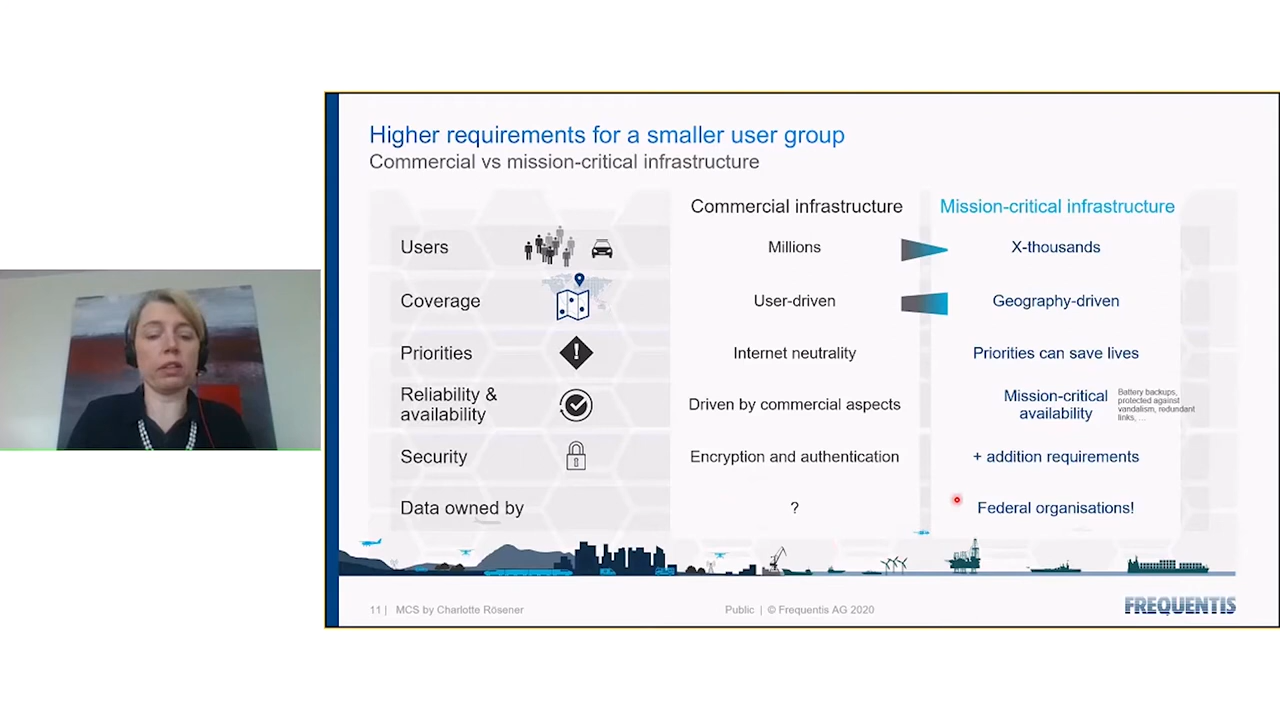 Higher requirements for a smaller user group
Commercial vs mission-critical infrastructure
Commercial infrastructure
Mission-critical infrastructure
Users
Millions
X-thousands
Coverage
User-driven
Geography-driven
Priorities
Internet neutrality
Priorities can save lives
Reliability &
availability
Driven by commercial aspects
Mission-critical
availability
Battery backups,
protected against
vandalism, redundant
links, ...
Security
Encryption and authentication
+ addition requirements
Data owned by
?
Federal organisations!
11 | MCS by Charlotte Rösener
Public | © Frequentis AG 2020
FREQUENTIS